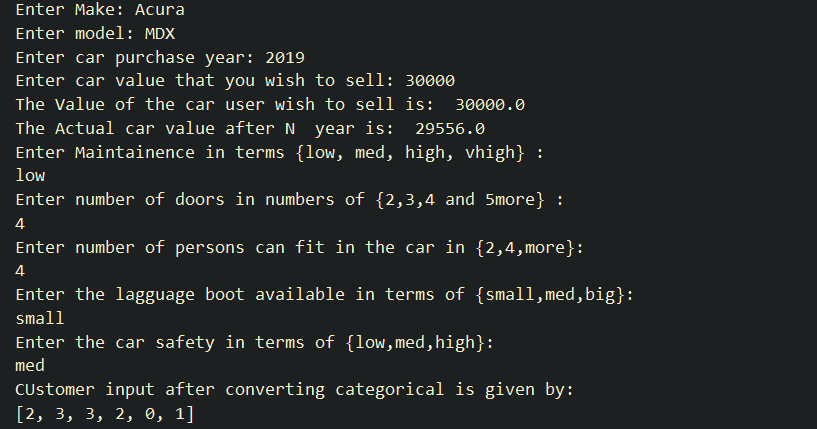 Enter Make: Acura
Enter model: MDX
Enter car purchase year: 2019
Enter car value that you wish to sell: 30000
The Value of the car user wish to sell is:  30000.0
The Actual car value after N  year is:  29556.0
Enter Maintainence in terms {low, med, high, vhigh} :
low
Enter number of doors in numbers of {2,3,4 and 5more} :
4
Enter number of persons can fit in the car in {2,4,more}:
4
Enter the lagguage boot available in terms of {small,med,big}:
small
Enter the car safety in terms of {low,med,high}:
med
CUstomer input after converting categorical is given by:
[2, 3, 3, 2, 0, 1]